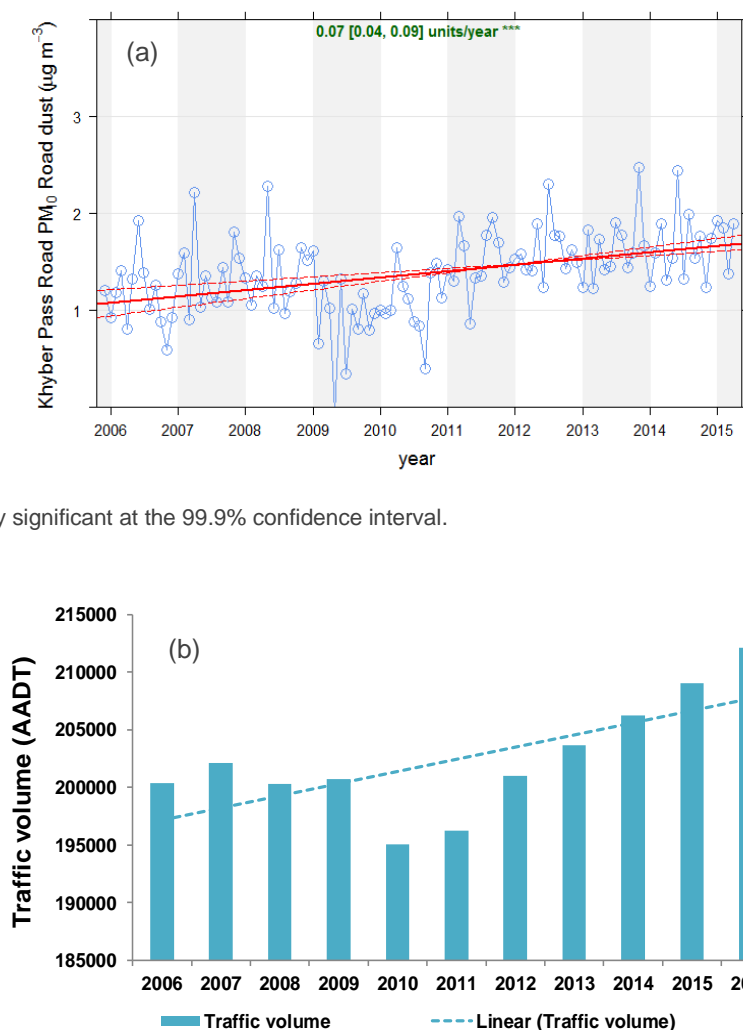 (a)
0.07 [0.04, 0.09] units/year ***
Khyber Pass Road PM10 Road dust (µg m⁻³)
3
2
1
2006 2007 2008 2009 2010 2011 2012 2013 2014 2015
year
y significant at the 99.9% confidence interval.
(b)
Traffic volume (AADT)
215000
210000
205000
200000
195000
190000
185000
2006 2007 2008 2009 2010 2011 2012 2013 2014 2015
Traffic volume Linear (Traffic volume)